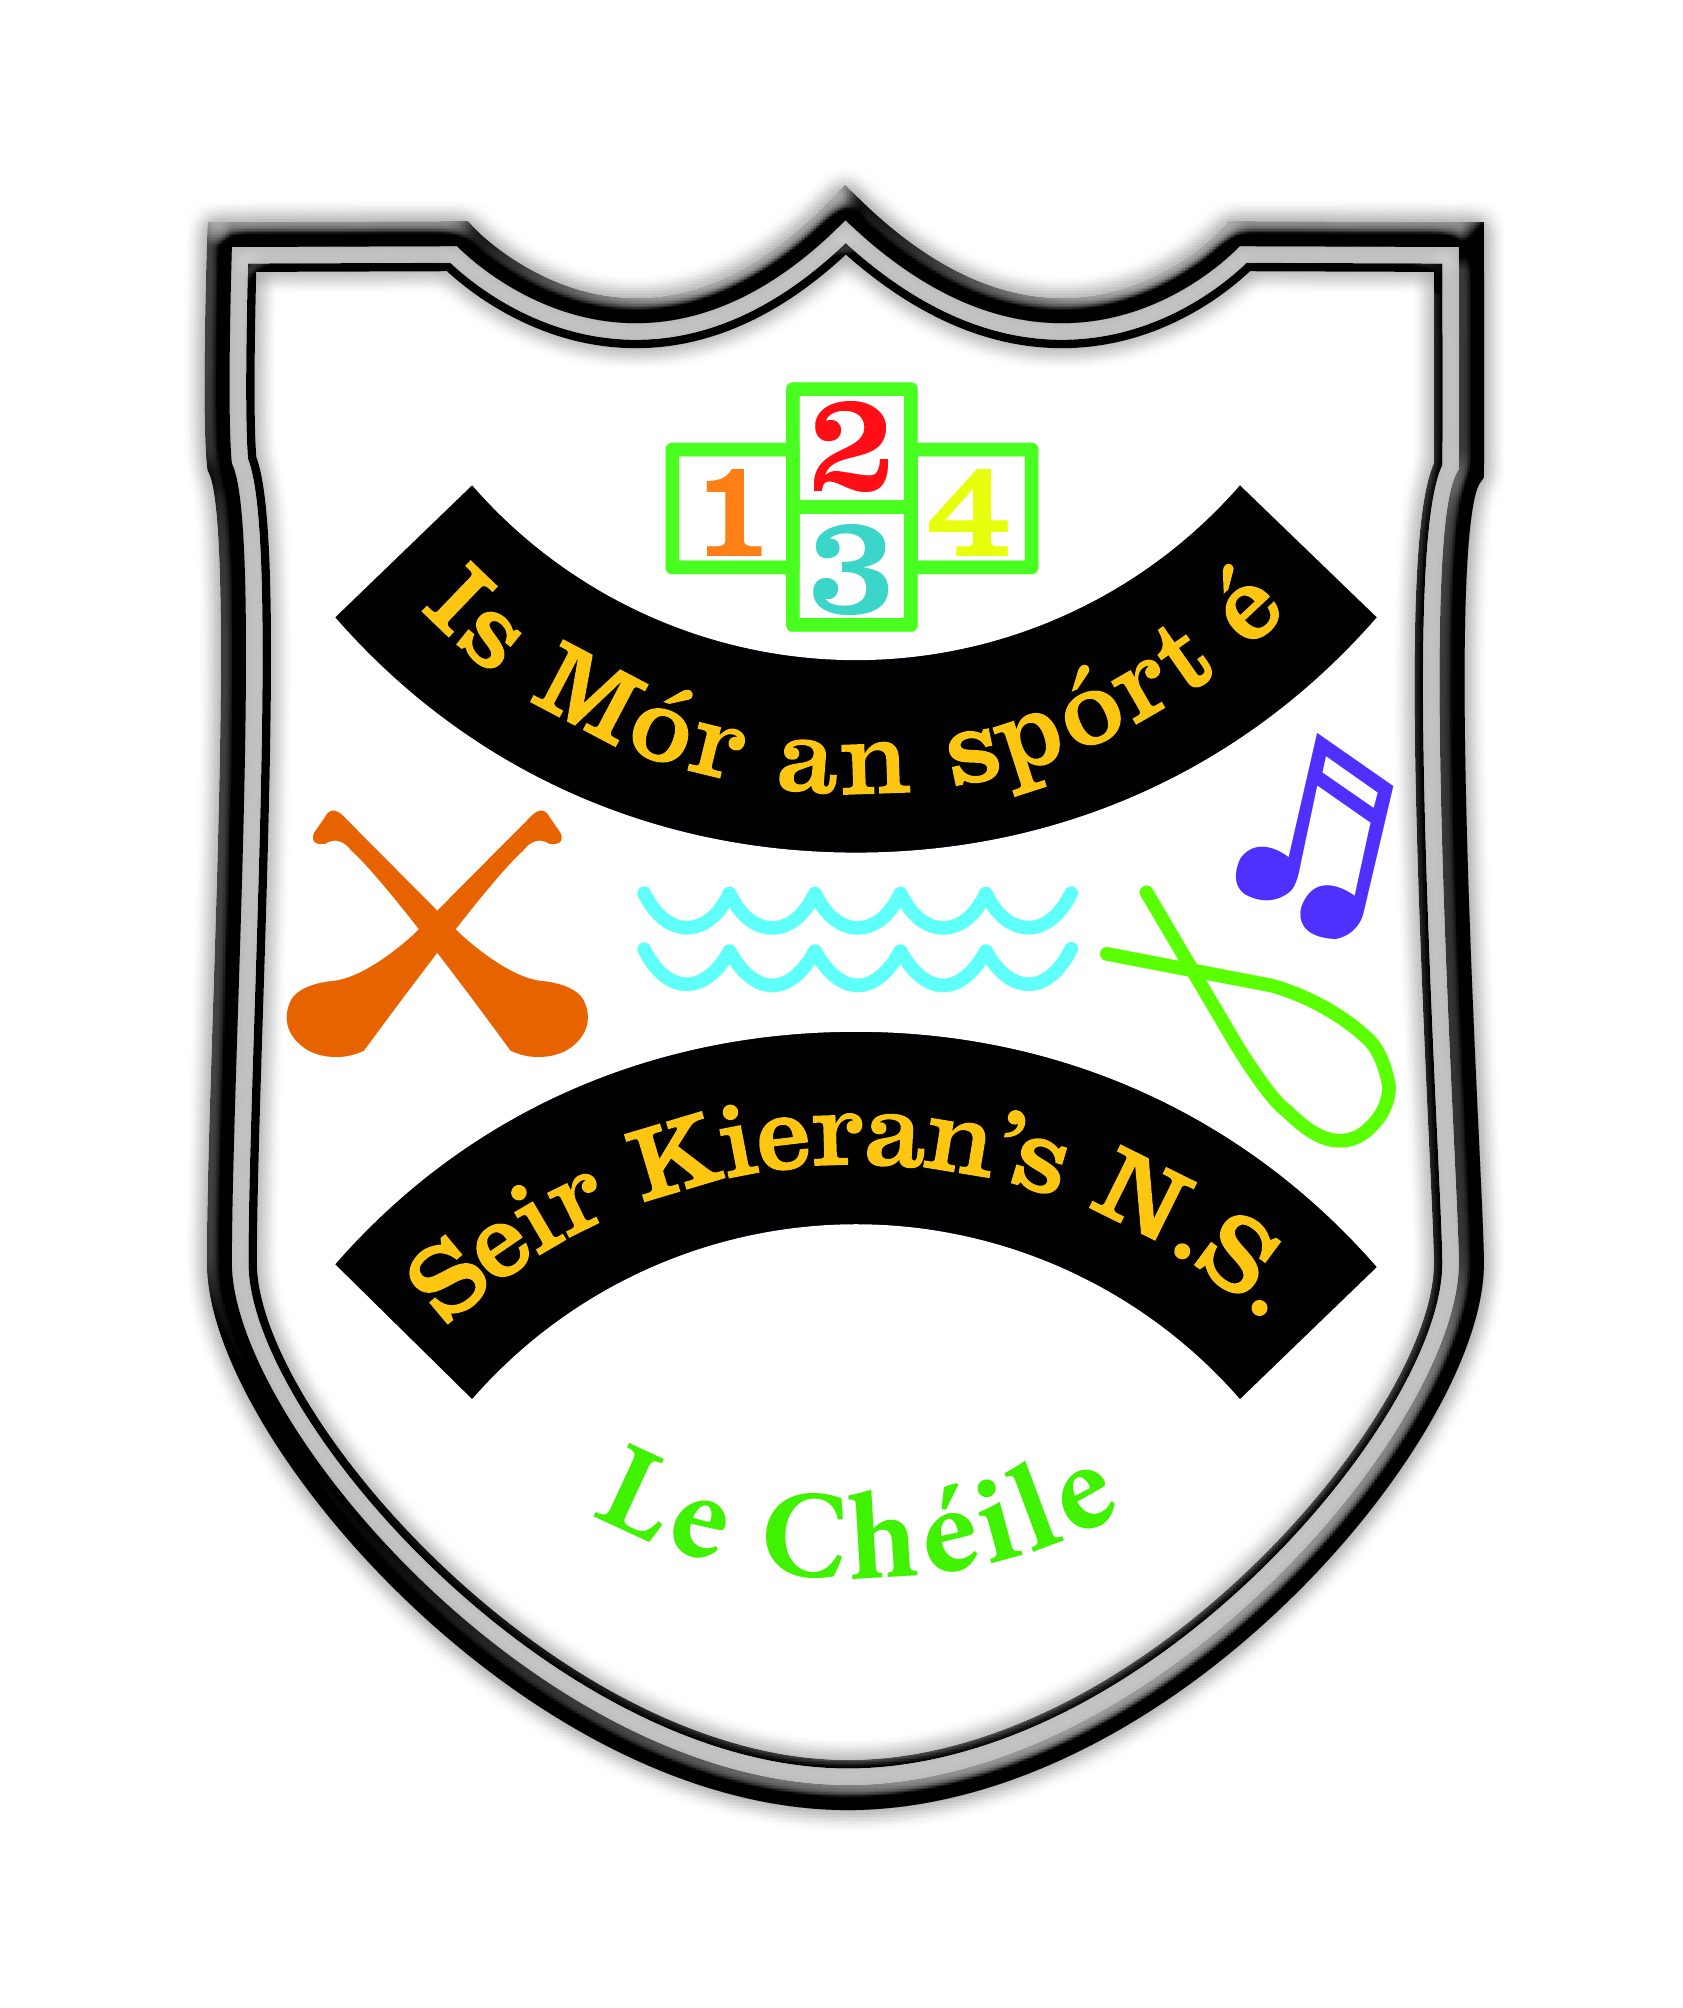 1 2 3 4
Is Mór an spórt é
Seir Kieran’s N.S.
Le Chéile